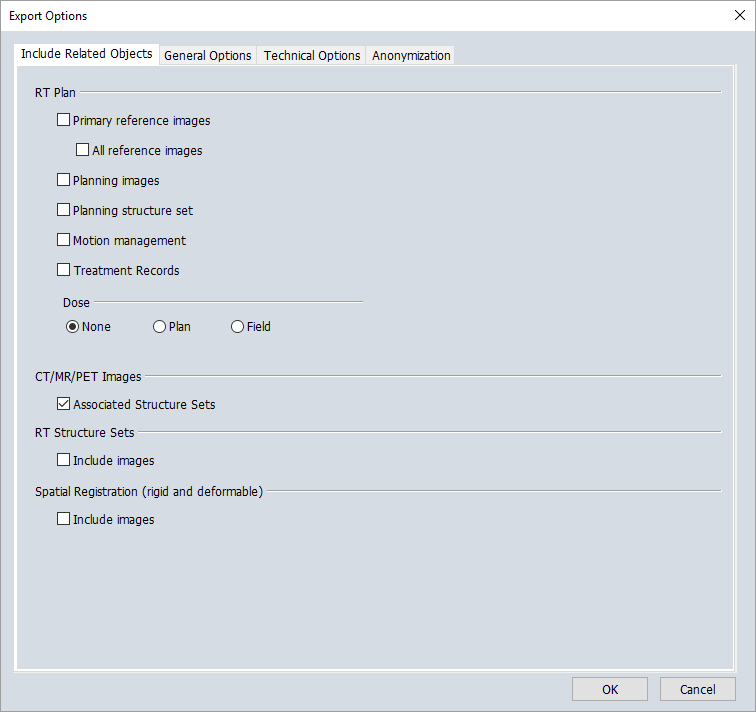 Export Options
Include Related Objects General Options Technical Options Anonymization
RT Plan
Primary reference images
All reference images
Planning images
Planning structure set
Motion management
Treatment Records
Dose
None Plan Field
CT/MR/PET Images
Associated Structure Sets
RT Structure Sets
Include images
Spatial Registration (rigid and deformable)
Include images
OK Cancel